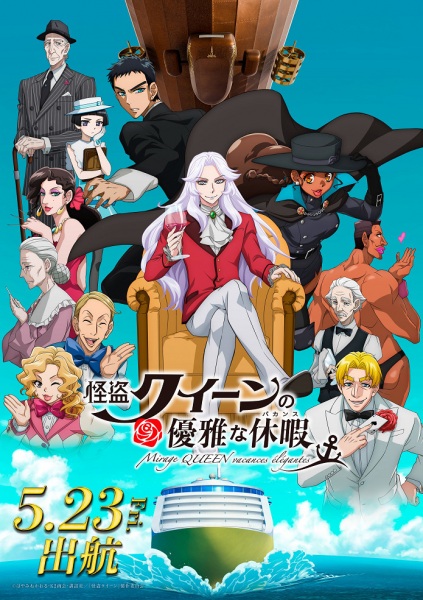 怪盗クイーンの
優雅な休暇
バカンス
Mirage QUEEN vacances élégantes
5.23 Fri.
出航